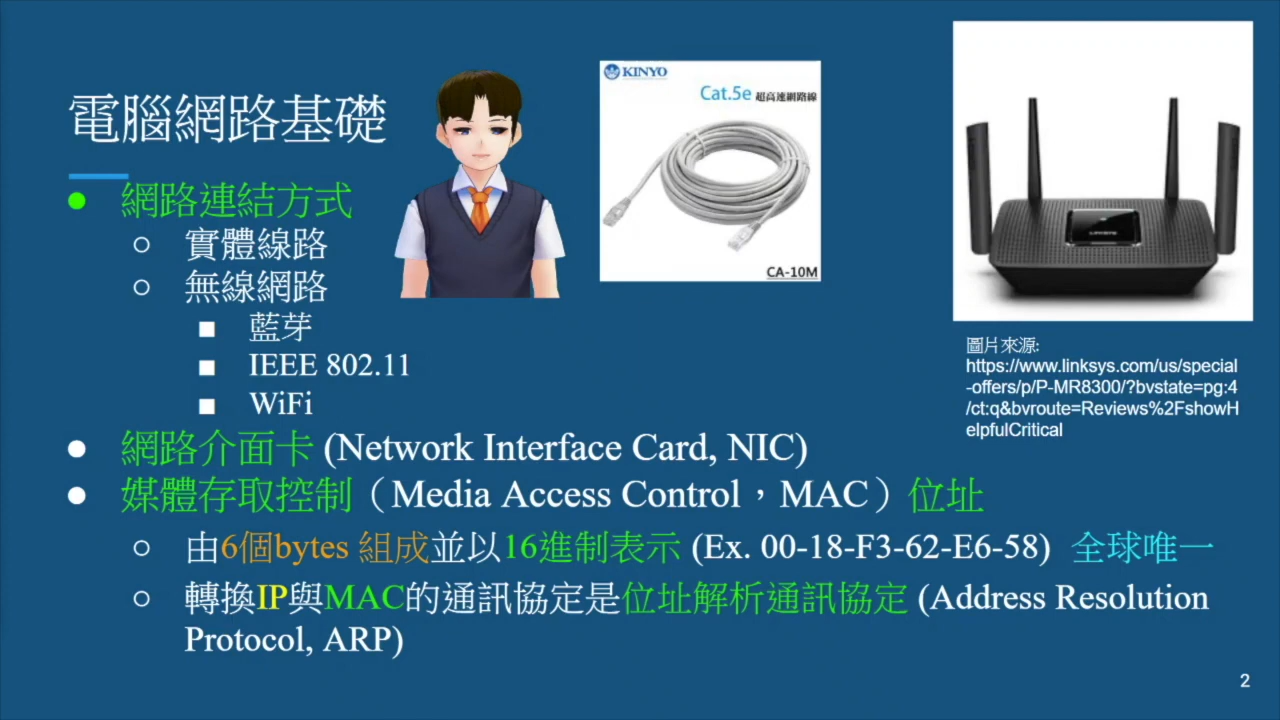 電腦網路基礎
● 網路連結方式
○ 實體線路
○ 無線網路
■ 藍芽
■ IEEE 802.11
■ WiFi
● 網路介面卡 (Network Interface Card, NIC)
● 媒體存取控制（Media Access Control，MAC）位址
○ 由6個bytes 組成並以16進制表示 (Ex. 00-18-F3-62-E6-58) 全球唯一
○ 轉換IP與MAC的通訊協定是位址解析通訊協定 (Address Resolution
Protocol, ARP)
KINYO
Cat.5e 超高速網路線
CA-10M
LINKSYS
圖片來源:
https://www.linksys.com/us/special
-offers/p/P-MR8300/?bvstate=pg:4
/ct:q&bvroute=Reviews%2FshowH
elpfulCritical
2